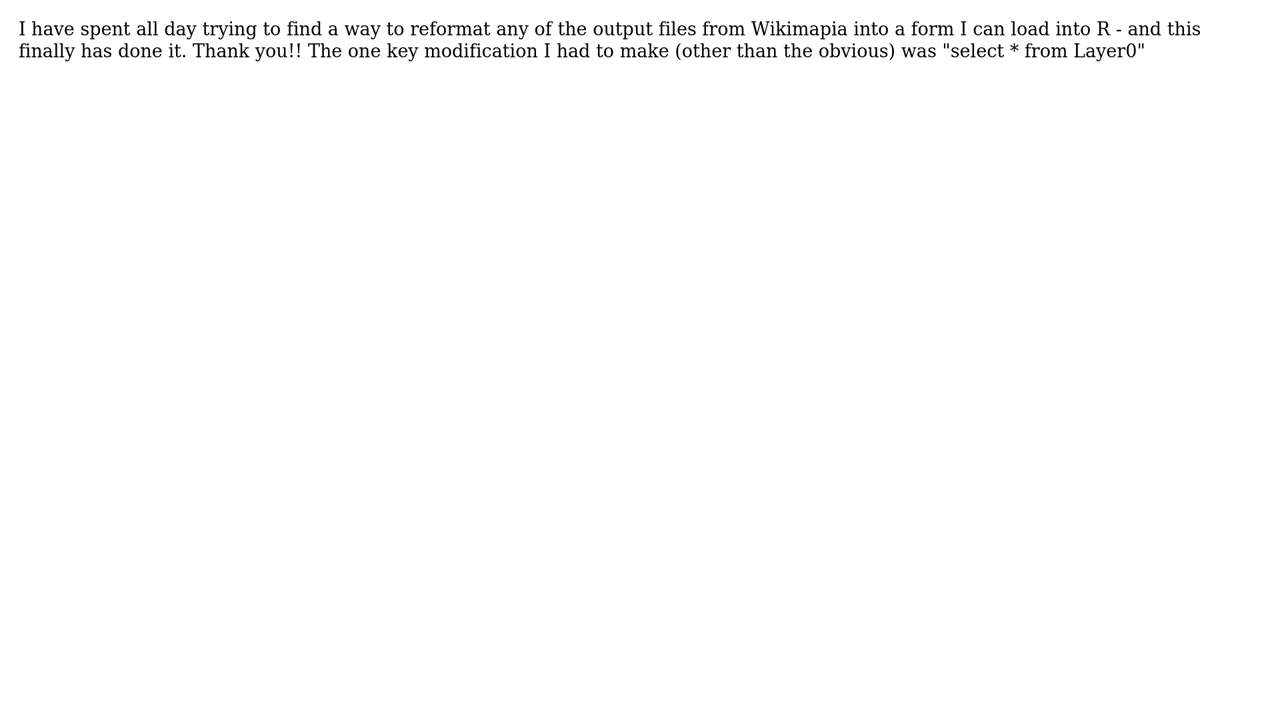 I have spent all day trying to find a way to reformat any of the output files from Wikimapia into a form I can load into R - and this
finally has done it. Thank you!! The one key modification I had to make (other than the obvious) was "select * from Layer0"